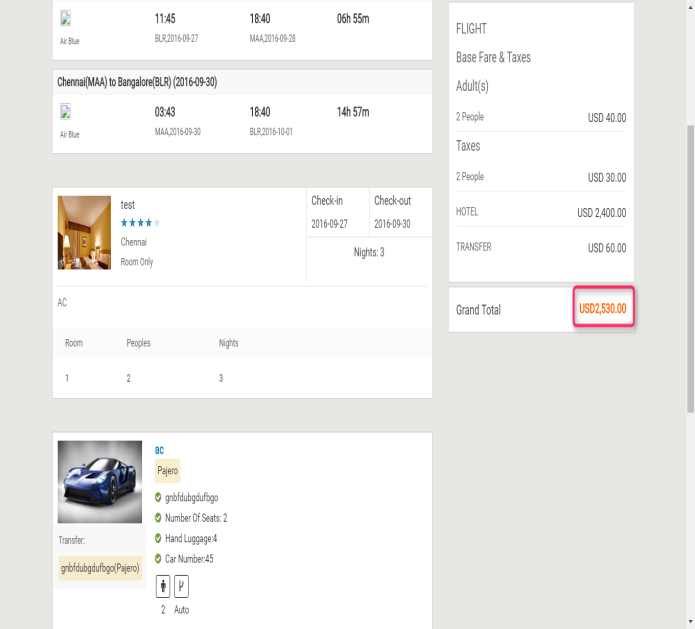 11:45 18:40 06h 55m
Air Blue BLR,2016-09-27 MAA,2016-09-28
Chennai(MAA) to Bangalore(BLR) (2016-09-30)
03:43 18:40 14h 57m
Air Blue MAA,2016-09-30 BLR,2016-10-01
test
Chennai
Room Only
Check-in Check-out
2016-09-27 2016-09-30
Nights: 3
AC
Room Peoples Nights
1 2 3
ac
Pajero
gnbfdubgdufbgo
Number Of Seats: 2
Hand Luggage:4
Car Number:45
2 Auto
Transfer:
gnbfdubgdufbgo(Pajero)
FLIGHT
Base Fare & Taxes
Adult(s)
2 People USD 40.00
Taxes
2 People USD 30.00
HOTEL USD 2,400.00
TRANSFER USD 60.00
Grand Total USD2,530.00